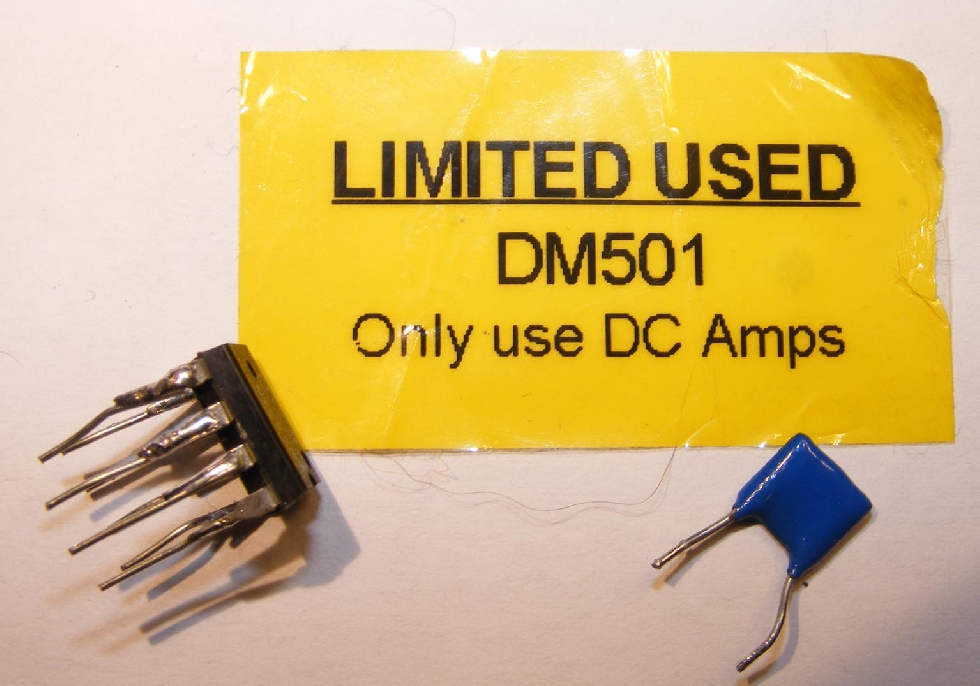 LIMITED USED
DM501
Only use DC Amps